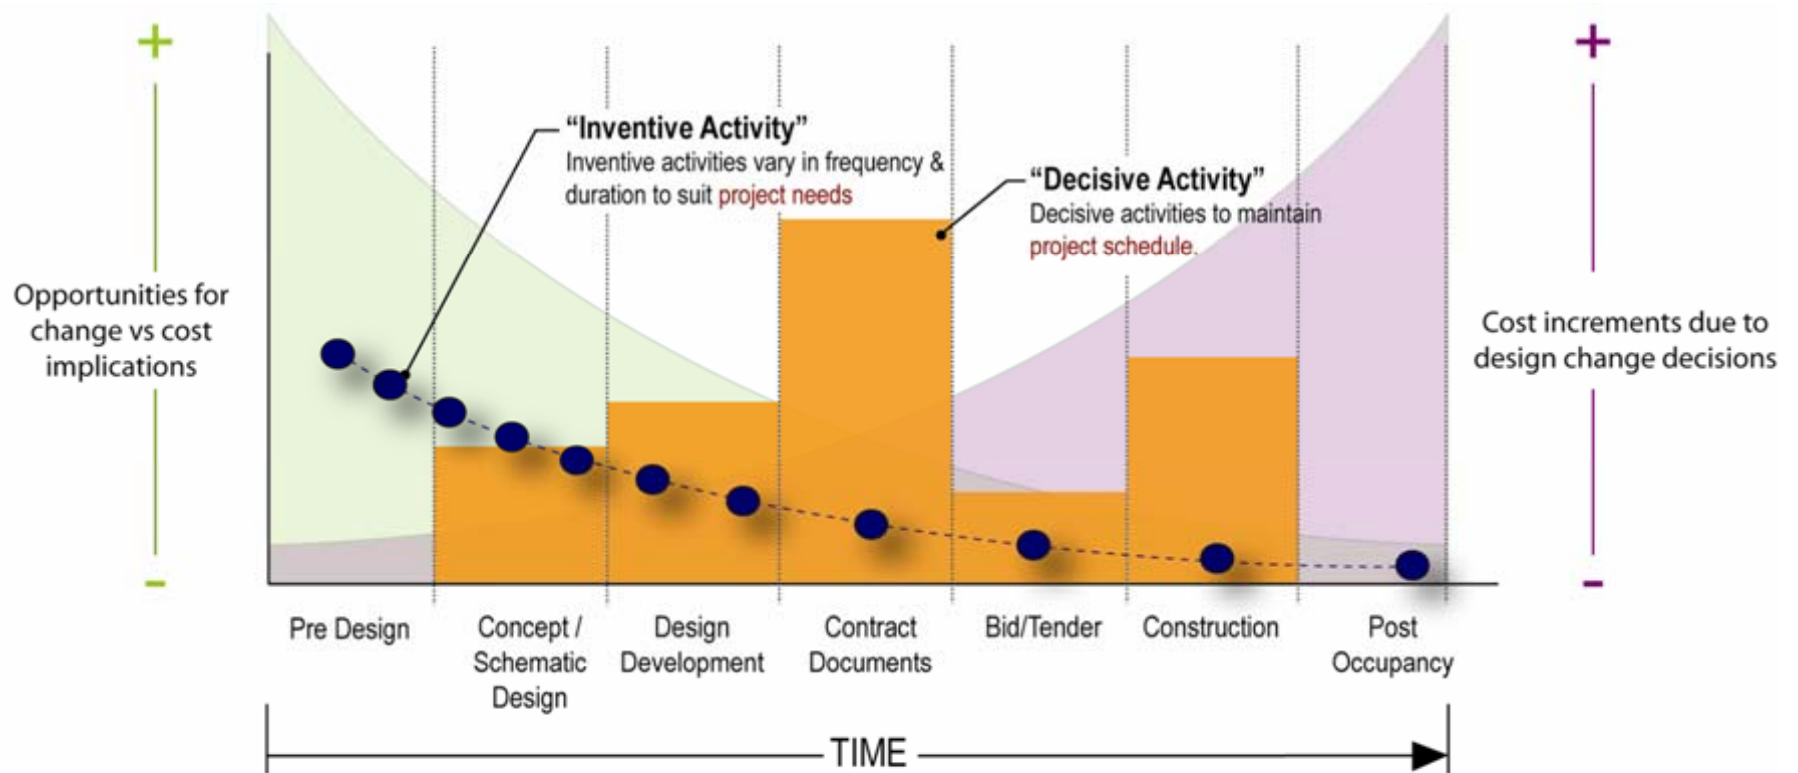 +
+
“Inventive Activity”
Inventive activities vary in frequency &
duration to suit project needs
“Decisive Activity”
Decisive activities to maintain
project schedule.
Opportunities for
change vs cost
implications
Cost increments due to
design change decisions
-
-
Pre Design
Concept /
Schematic
Design
Design
Development
Contract
Documents
Bid/Tender
Construction
Post
Occupancy
TIME